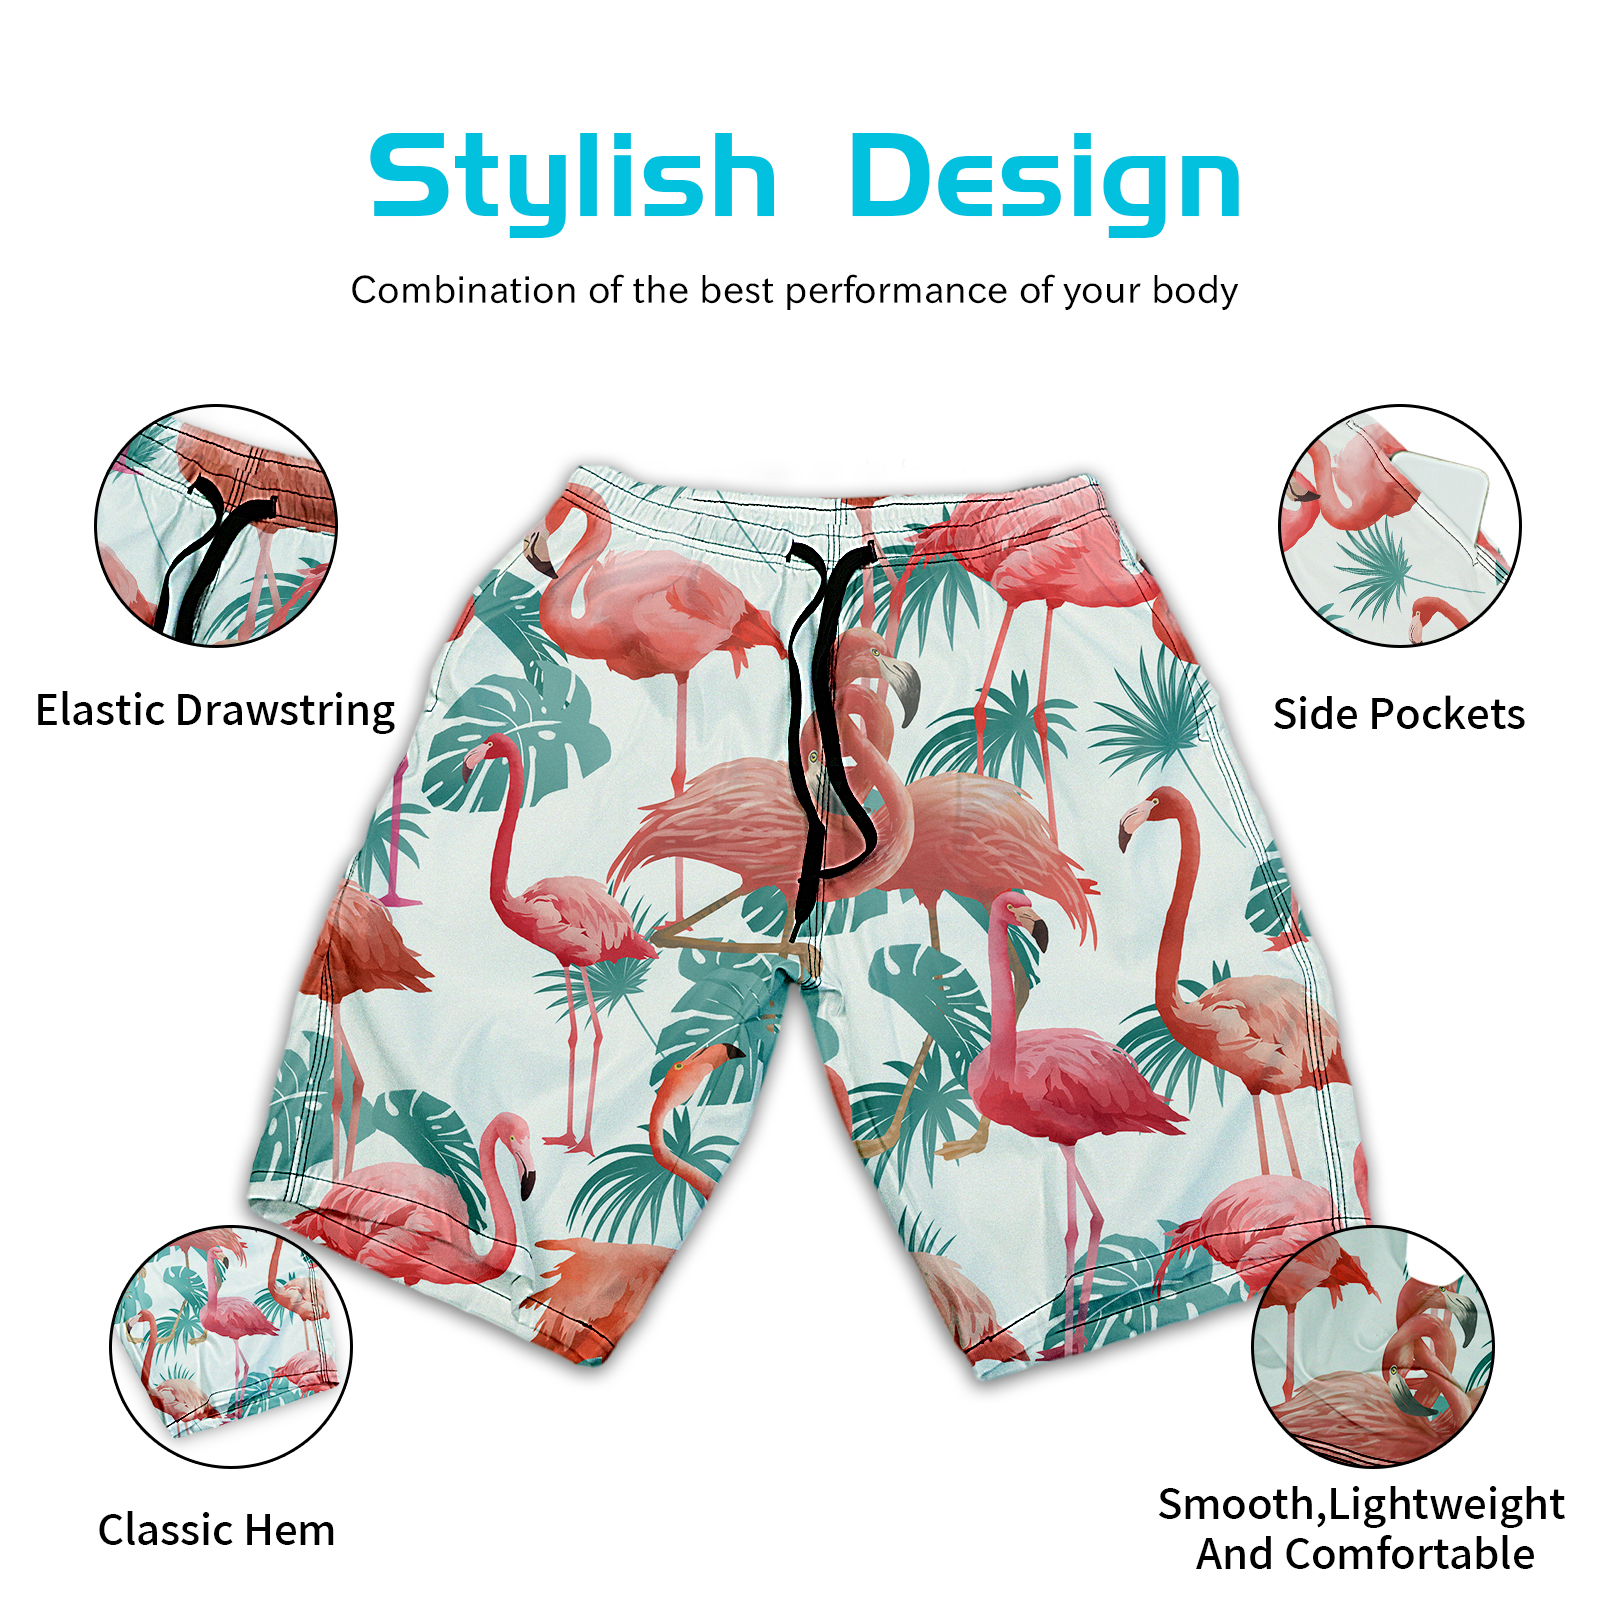 Stylish Design
Combination of the best performance of your body
Elastic Drawstring
Side Pockets
Classic Hem
Smooth,Lightweight
And Comfortable